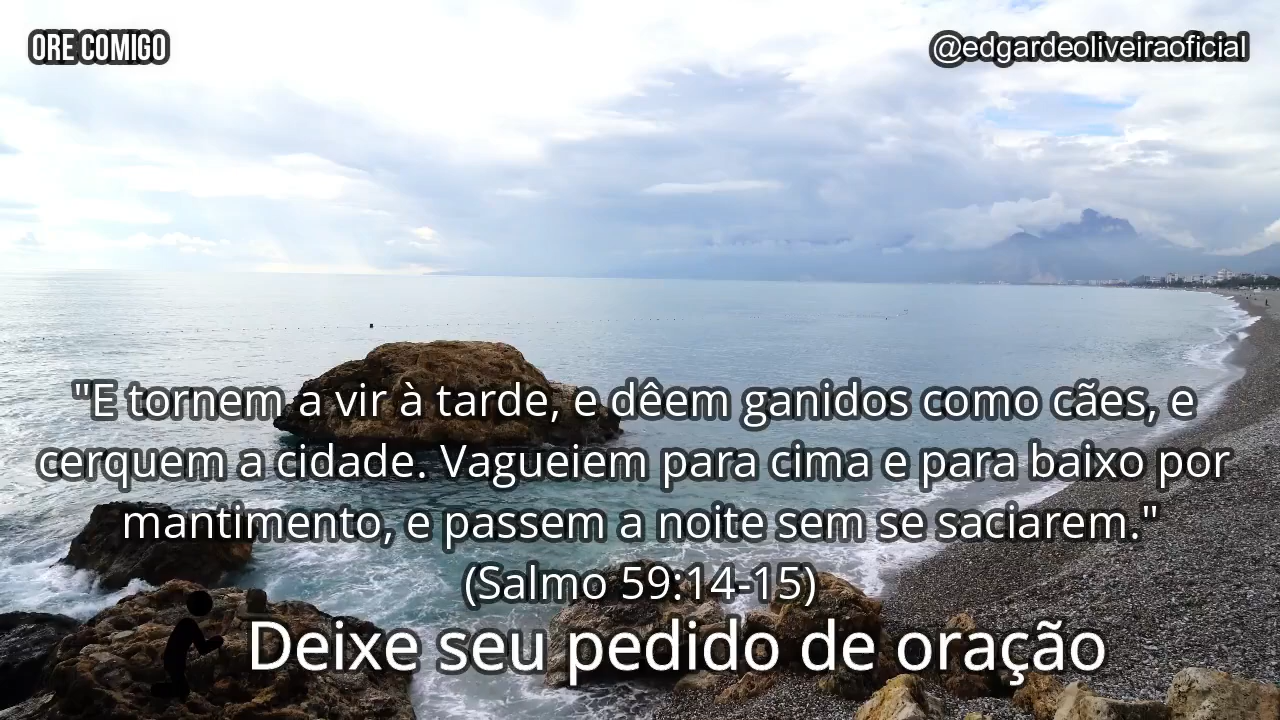 ORE COMIGO
@edgardeoliveiraoficial
"E tornem a vir à tarde, e dêem ganidos como cães, e
cerquem a cidade. Vagueiem para cima e para baixo por
mantimento, e passem a noite sem se saciarem."
(Salmo 59:14-15)
Deixe seu pedido de oração